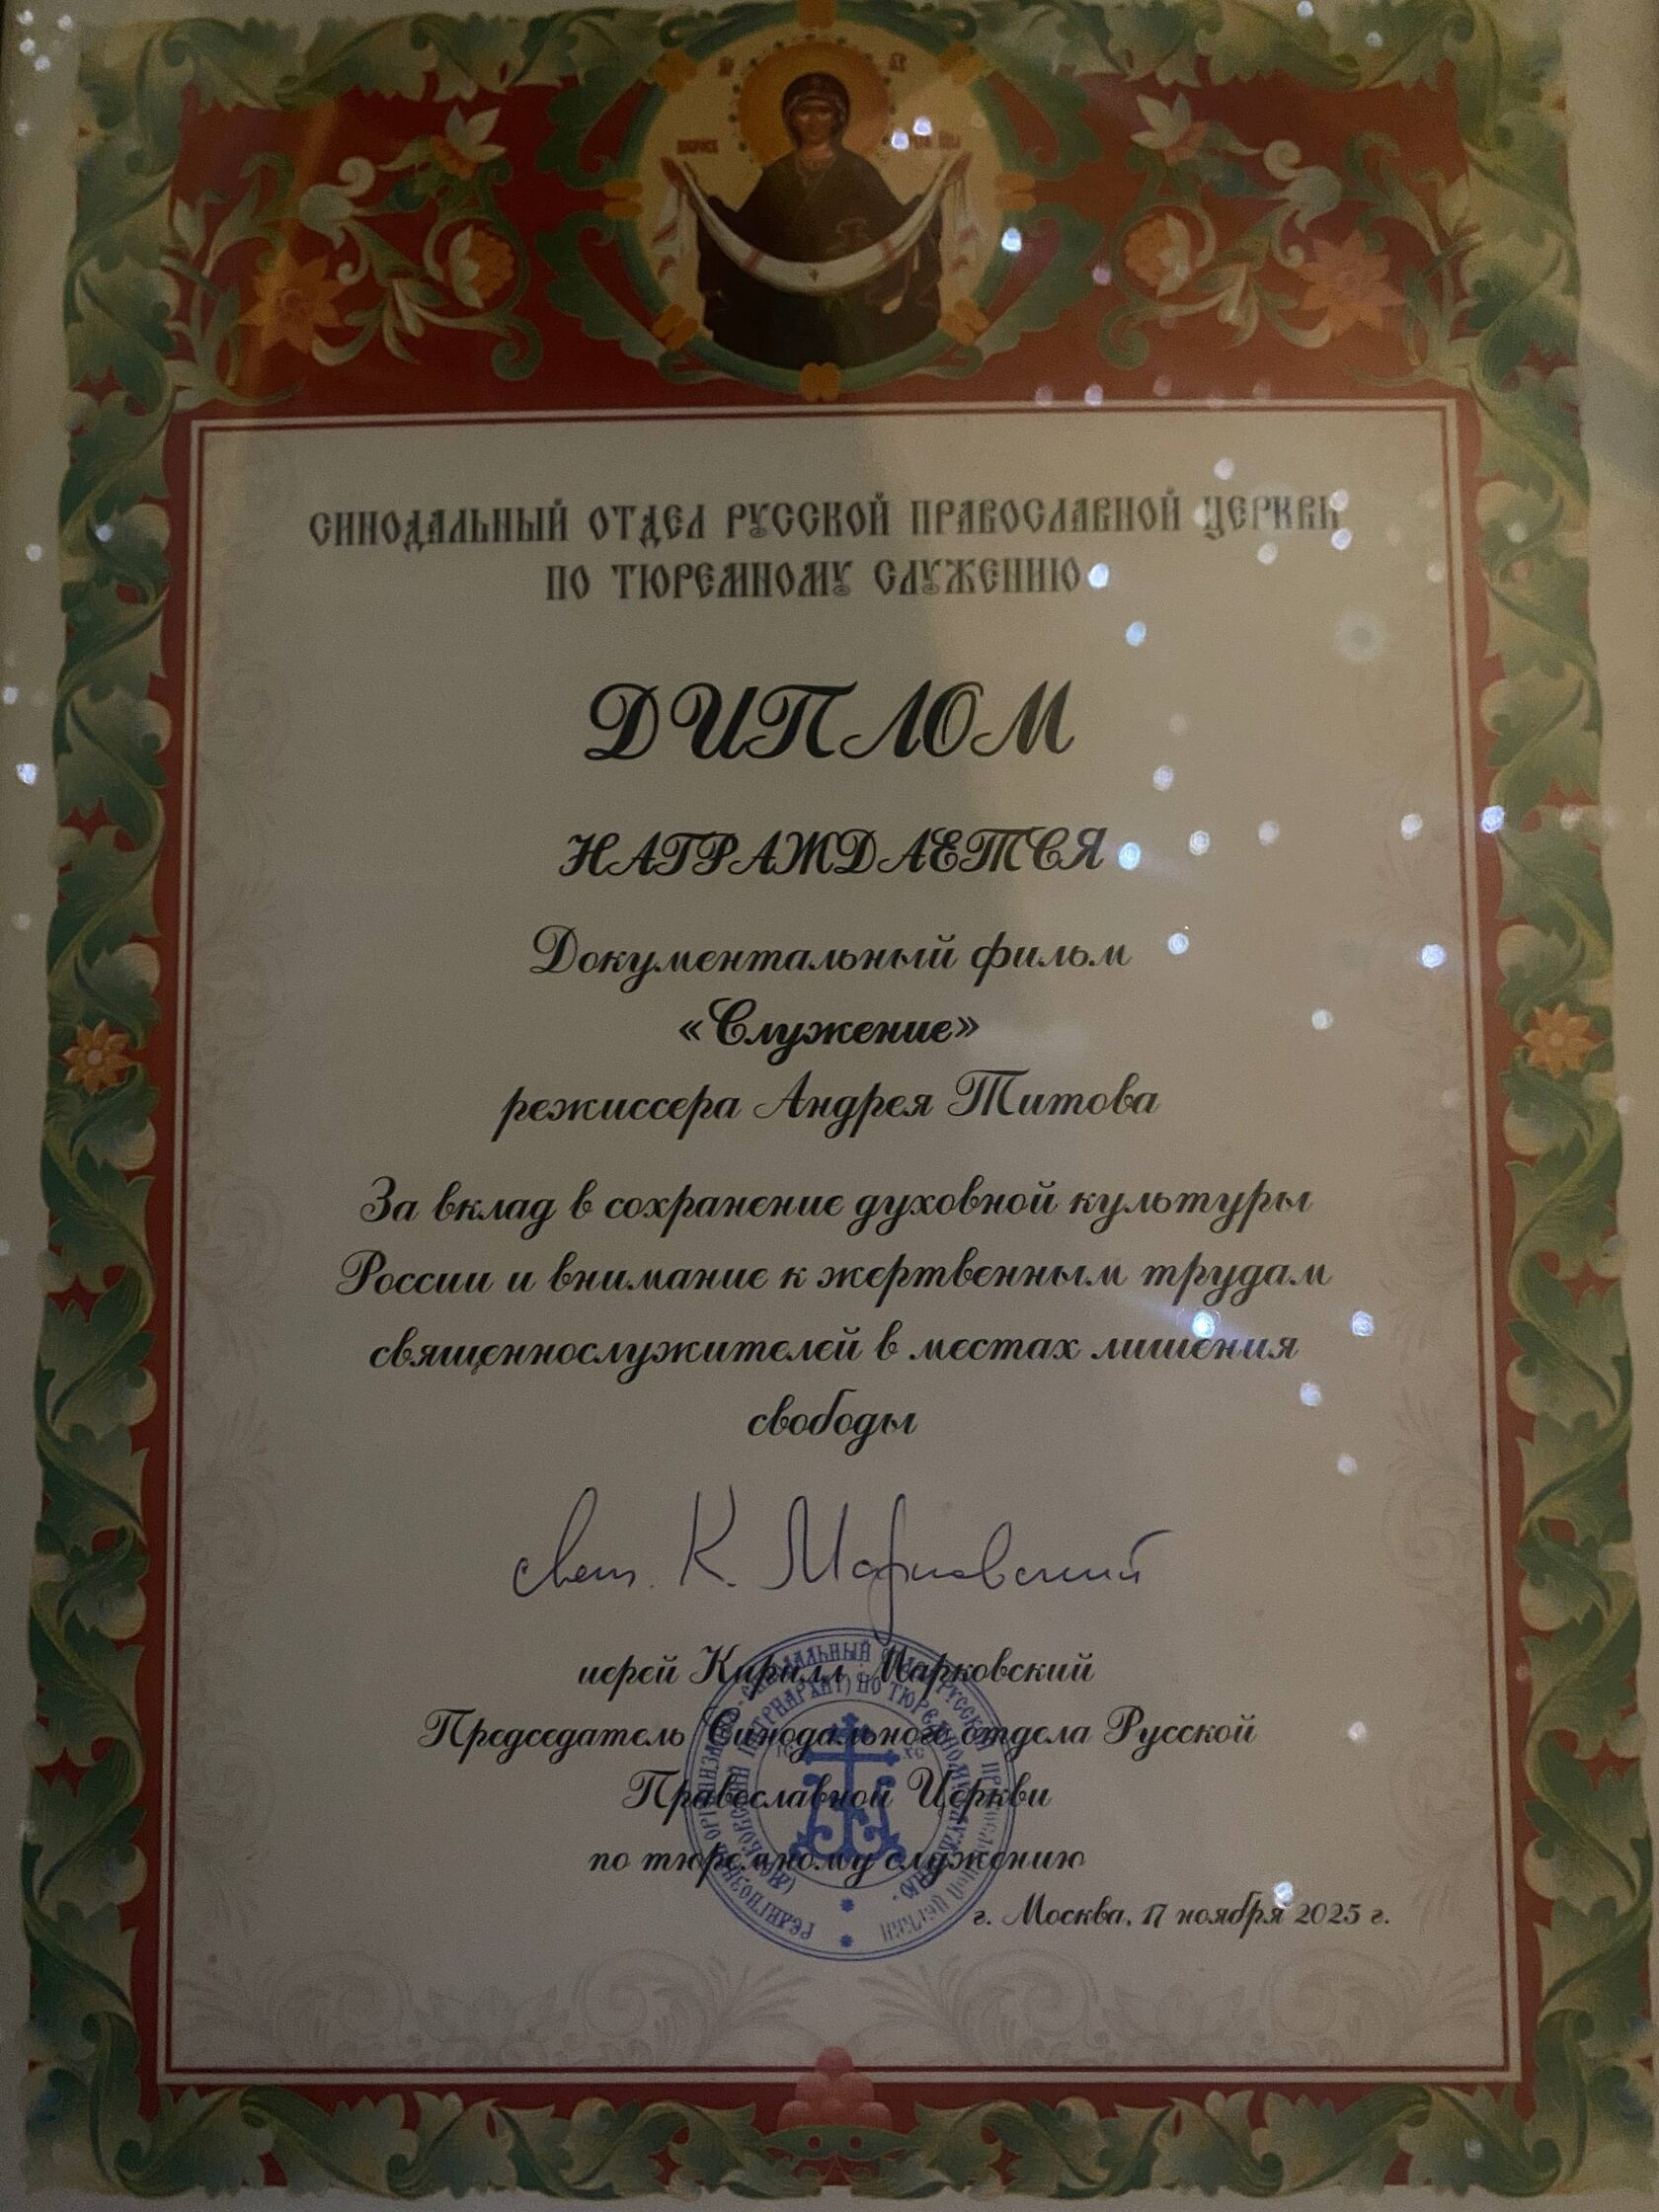 СИНОДАЛЬНЫЙ ОТДЕЛ РУССКОЙ ПРАВОСЛАВНОЙ ЦЕРКВИ
ПО ТЮРЕМНОМУ СЛУЖЕНИЮ
ДИПЛОМ
НАГРАЖДАЕТСЯ
Документальный фильм
«Служение»
режиссера Андрея Титова
За вклад в сохранение духовной культуры
России и внимание к жертвенным трудам
священнослужителей в местах лишения
свободы
К. Марковский
иерей Кирилл Марковский
Председатель Синодального отдела Русской
Православной Церкви
по тюремному служению
г. Москва, 17 ноября 2025 г.